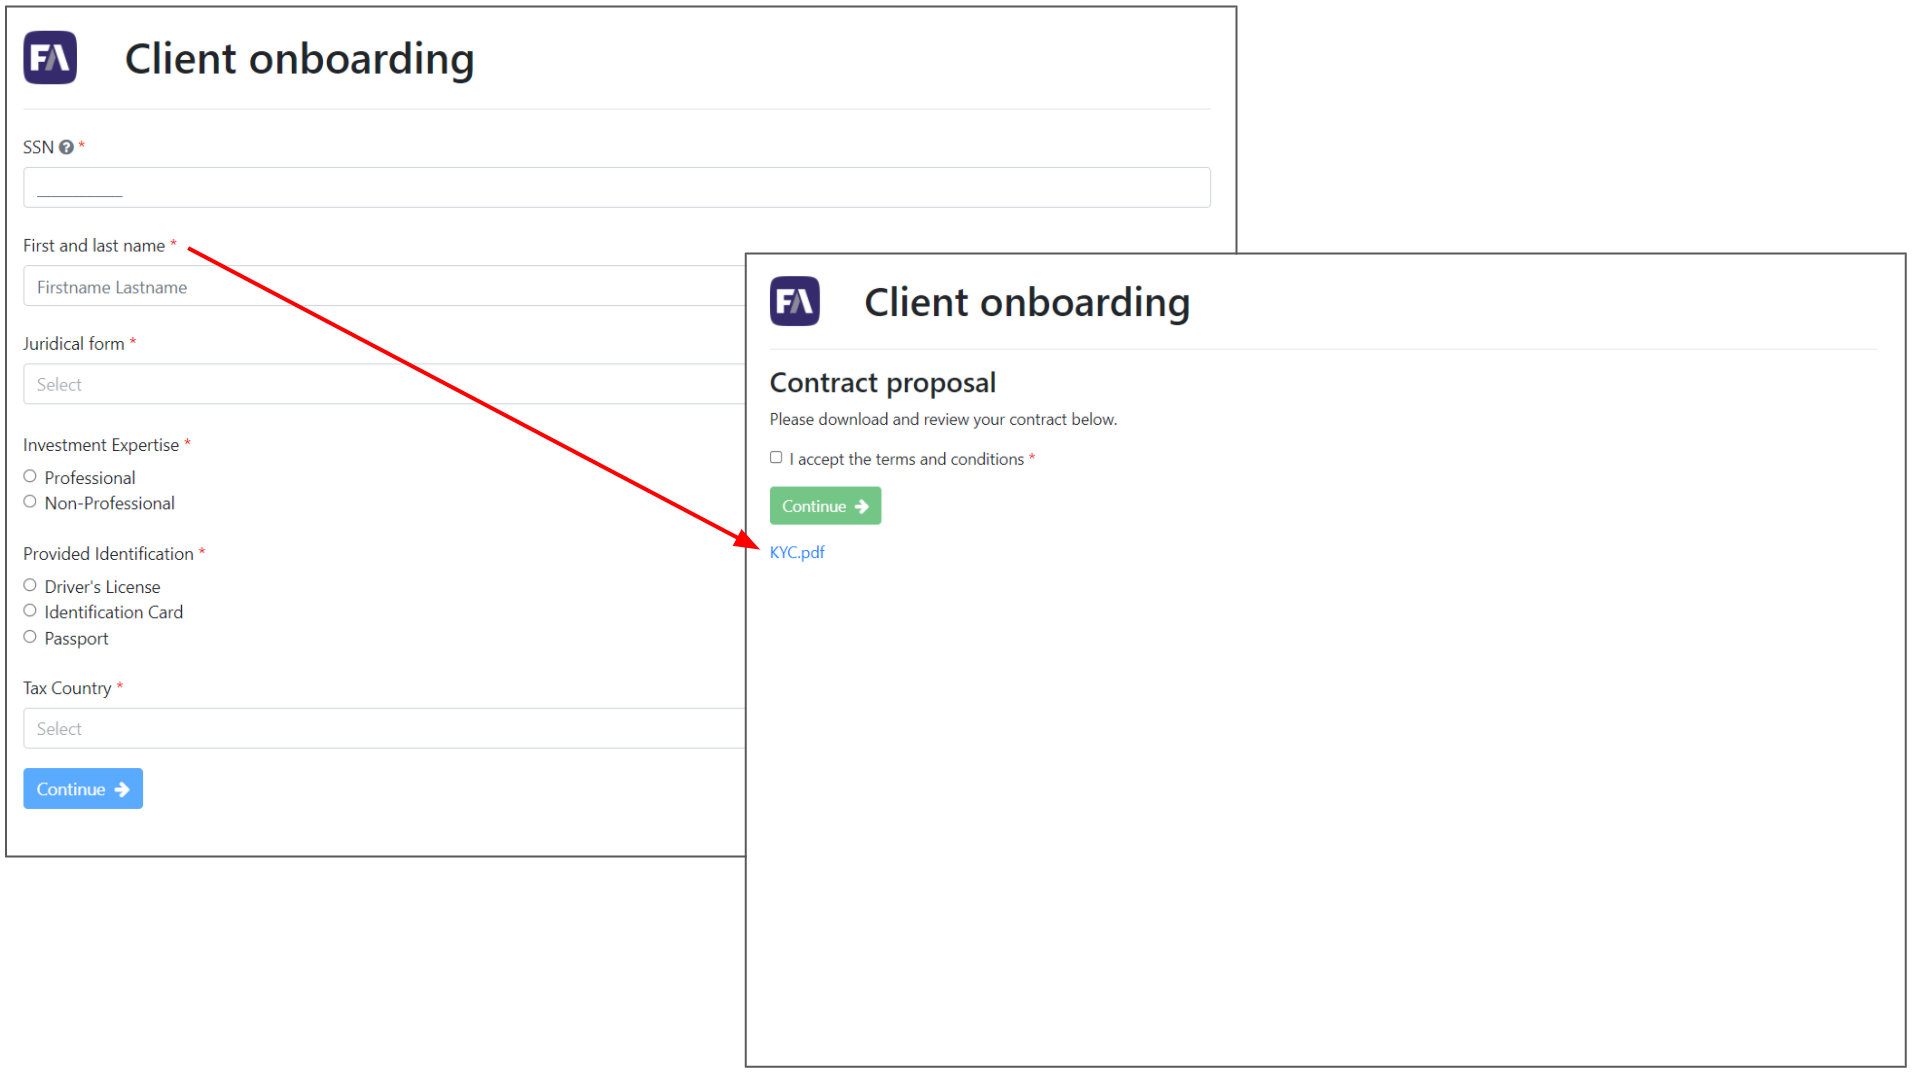 FA Client onboarding
SSN *
___________
First and last name *
Firstname Lastname
Juridical form *
Select
Investment Expertise *
Professional
Non-Professional
Provided Identification *
Driver's License
Identification Card
Passport
Tax Country *
Select
Continue
FA Client onboarding
Contract proposal
Please download and review your contract below.
I accept the terms and conditions *
Continue
KYC.pdf